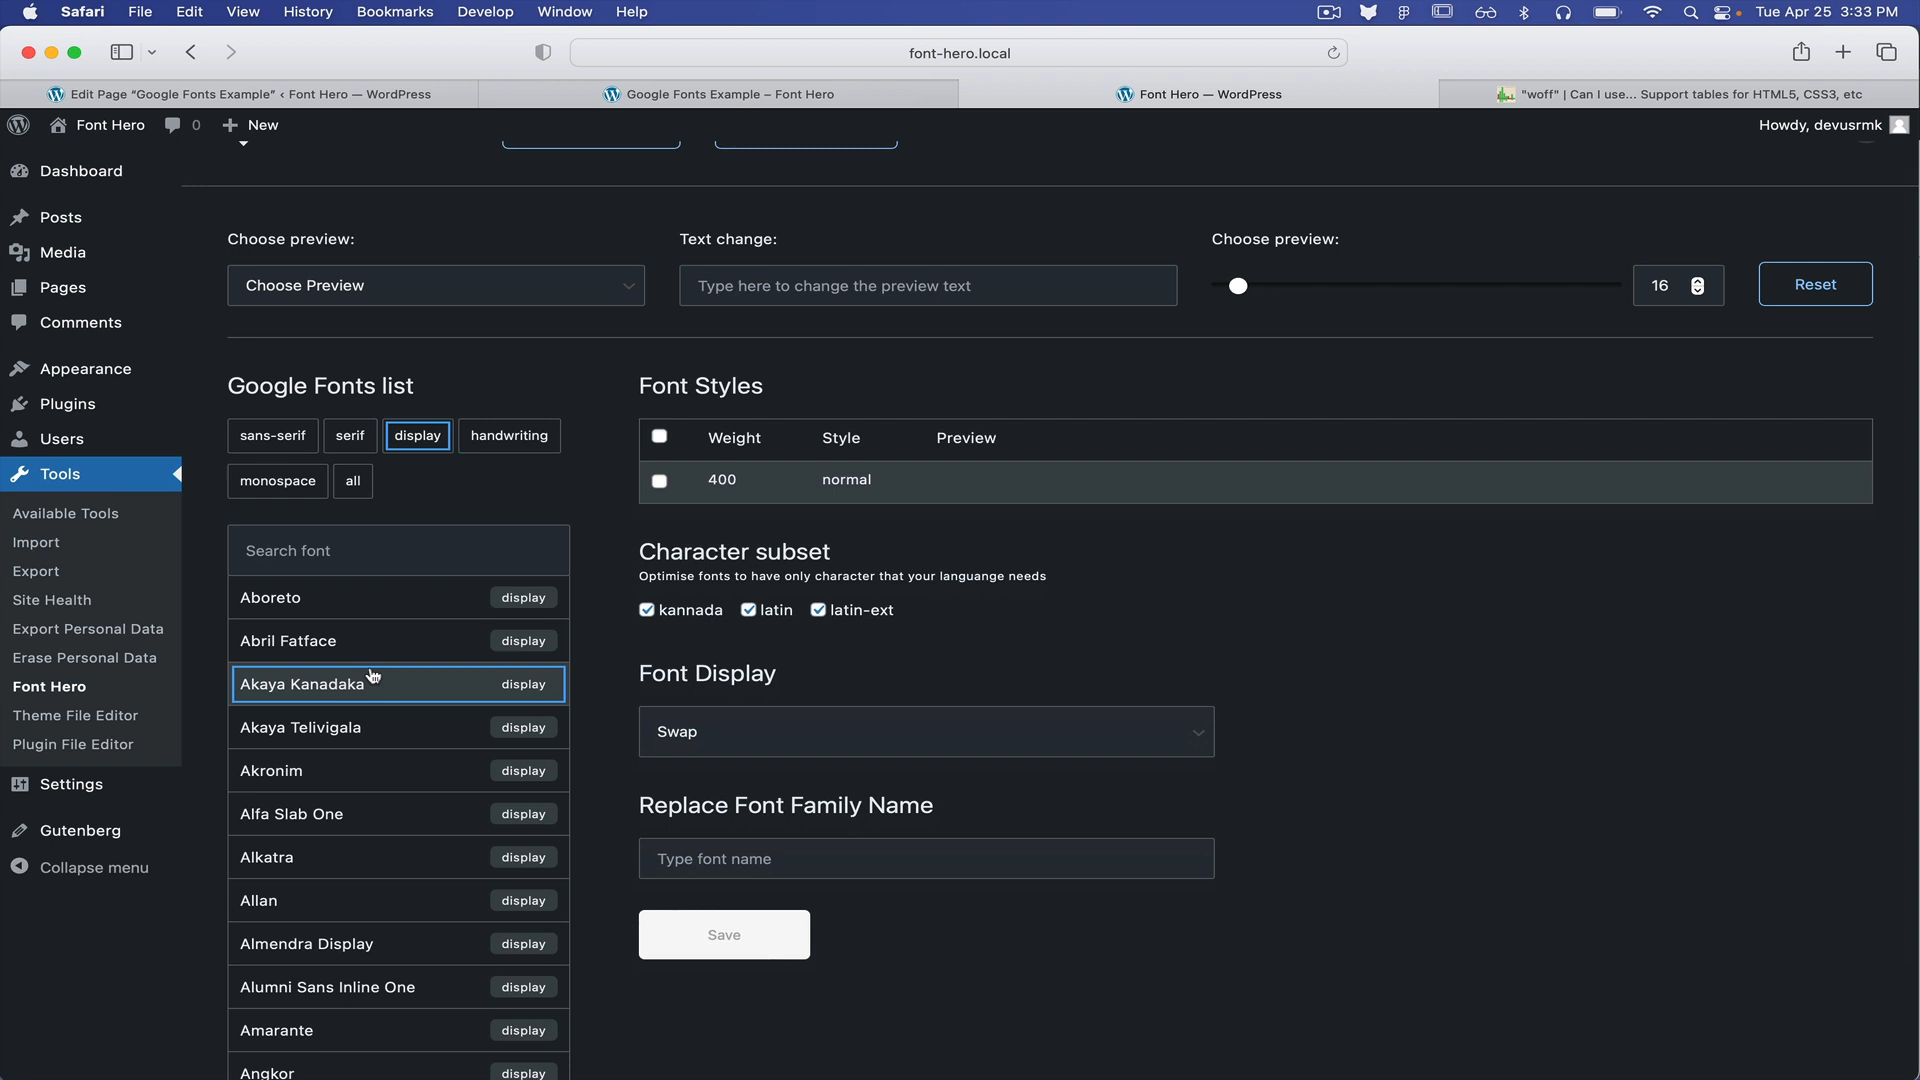 Safari File Edit View History Bookmarks Develop Window Help Tue Apr 25 3:33 PM
font-hero.local
Edit Page “Google Fonts Example” ‹ Font Hero — WordPress
Google Fonts Example – Font Hero
Font Hero — WordPress
"woff" | Can I use... Support tables for HTML5, CSS3, etc
Font Hero 0 New Howdy, devusrmk
Dashboard
Posts
Media
Pages
Comments
Appearance
Plugins
Users
Tools
Available Tools
Import
Export
Site Health
Export Personal Data
Erase Personal Data
Font Hero
Theme File Editor
Plugin File Editor
Settings
Gutenberg
Collapse menu
Choose preview: Text change: Choose preview:
Choose Preview Type here to change the preview text 16 Reset
Google Fonts list
sans-serif serif display handwriting
monospace all
Search font
Aboreto display
Abril Fatface display
Akaya Kanadaka display
Akaya Telivigala display
Akronim display
Alfa Slab One display
Alkatra display
Allan display
Almendra Display display
Alumni Sans Inline One display
Amarante display
Angkor display
Font Styles
Weight Style Preview
400 normal
Character subset
Optimise fonts to have only character that your languange needs
kannada latin latin-ext
Font Display
Swap
Replace Font Family Name
Type font name
Save